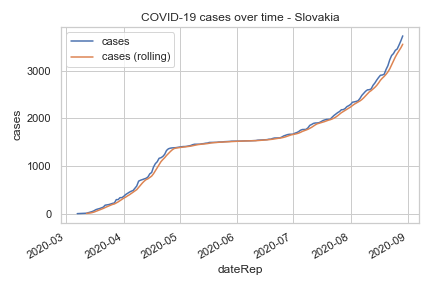 COVID-19 cases over time - Slovakia
cases
cases (rolling)
3000
2000
1000
0
cases
2020-03
2020-04
2020-05
2020-06
2020-07
2020-08
2020-09
dateRep